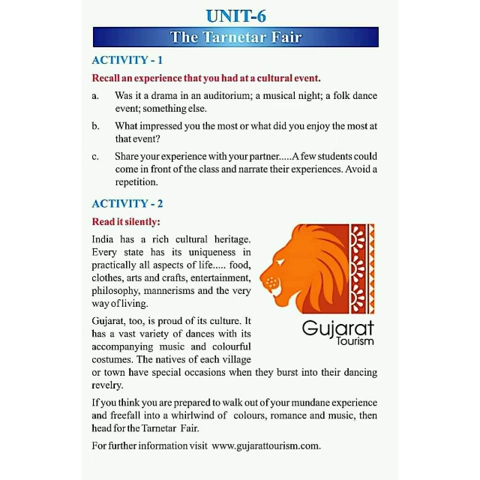 UNIT-6
The Tarnetar Fair
ACTIVITY - 1
Recall an experience that you had at a cultural event.
a. Was it a drama in an auditorium; a musical night; a folk dance
event; something else.
b. What impressed you the most or what did you enjoy the most at
that event?
c. Share your experience with your partner.....A few students could
come in front of the class and narrate their experiences. Avoid a
repetition.
ACTIVITY - 2
Read it silently:
India has a rich cultural heritage.
Every state has its uniqueness in
practically all aspects of life..... food,
clothes, arts and crafts, entertainment,
philosophy, mannerisms and the very
way of living.
Gujarat, too, is proud of its culture. It
has a vast variety of dances with its
accompanying music and colourful
costumes. The natives of each village
or town have special occasions when they burst into their dancing
revelry.
Gujarat
Tourism
If you think you are prepared to walk out of your mundane experience
and freefall into a whirlwind of colours, romance and music, then
head for the Tarnetar Fair.
For further information visit www.gujarattourism.com.